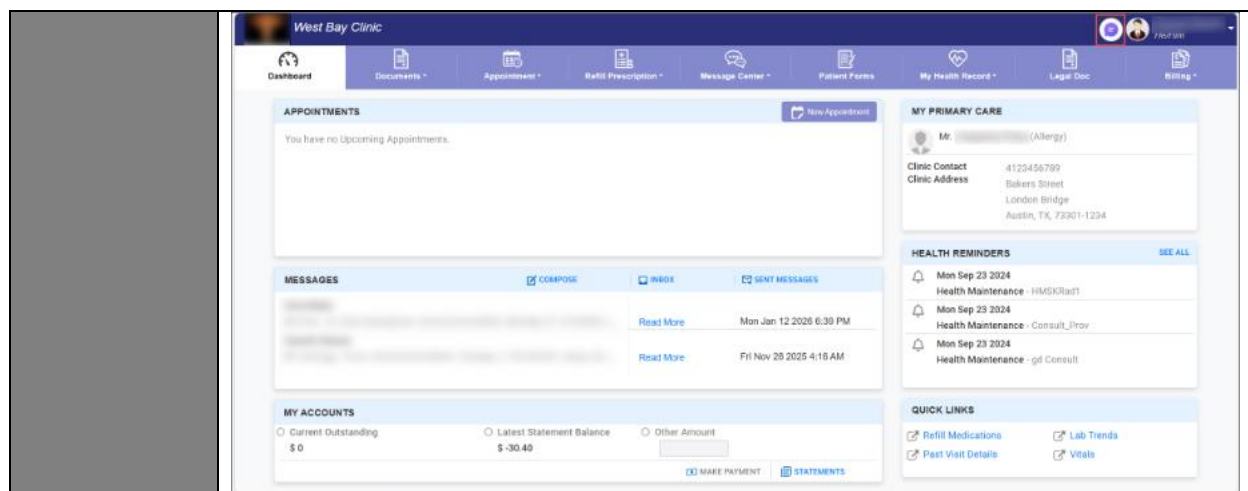 West Bay Clinic
Dashboard
Documents
Appointment
Refill Prescription
Message Center
Patient Forms
My Health Record
Legal Doc
Billing
APPOINTMENTS
New Appointment
You have no Upcoming Appointments.
MY PRIMARY CARE
Mr. (Allergy)
Clinic Contact 4123456789
Clinic Address Bakers Street
London Bridge
Austin, TX, 73301-1234
HEALTH REMINDERS SEE ALL
Mon Sep 23 2024
Health Maintenance - HMSKRad1
Mon Sep 23 2024
Health Maintenance - Consult_Prov
Mon Sep 23 2024
Health Maintenance - gd Consult
MESSAGES COMPOSE INBOX SENT MESSAGES
Read More Mon Jan 12 2026 6:39 PM
Read More Fri Nov 28 2025 4:16 AM
MY ACCOUNTS
Current Outstanding Latest Statement Balance Other Amount
$ 0 $ -30.40
MAKE PAYMENT STATEMENTS
QUICK LINKS
Refill Medications Lab Trends
Past Visit Details Vitals